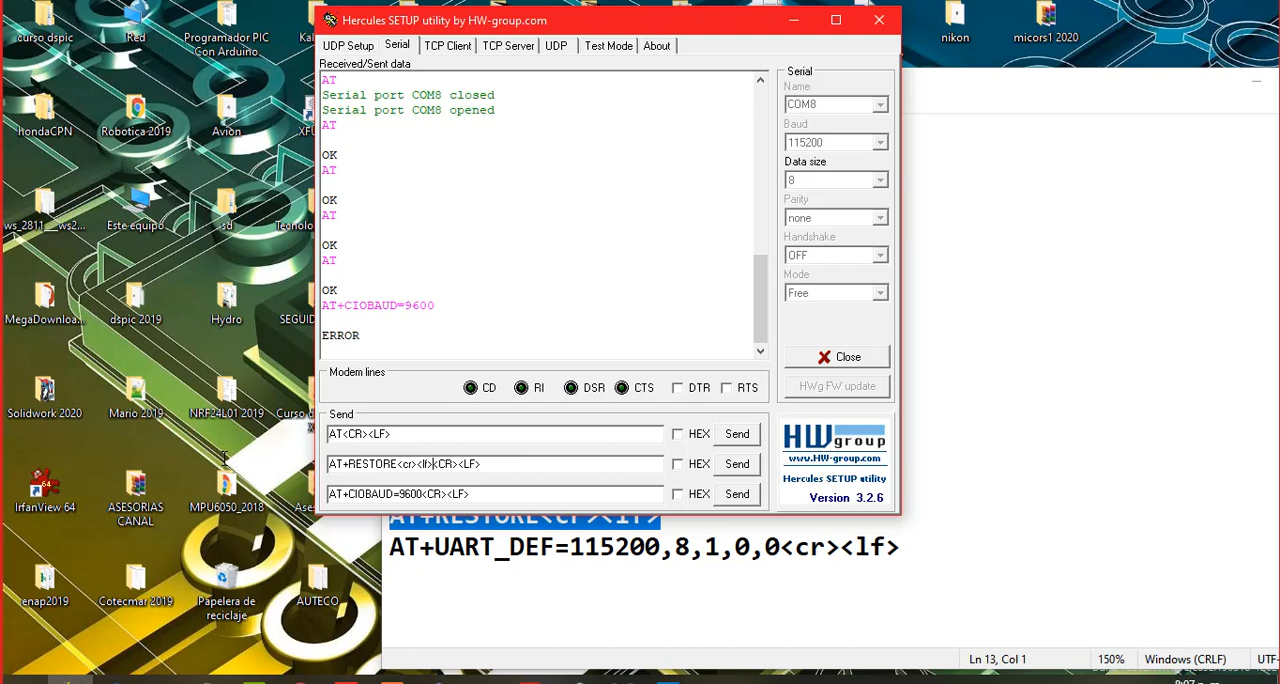 curso dspic
Red
Programador PIC
Con Arduino
hondaCPN
Robotica 2019
Avion
Este equipo
sd
MegaDownloa...
dspic 2019
Hydro
Solidwork 2020
Mario 2019
NRF24L01 2019
64
IrfanView 64
ASESORIAS
CANAL
MPU6050_2018
enap2019
Cotecmar 2019
Papelera de
reciclaje
AUTECO
nikon
micors1 2020
Hercules SETUP utility by HW-group.com
UDP Setup
Serial
TCP Client
TCP Server
UDP
Test Mode
About
Received/Sent data
AT
Serial port COM8 closed
Serial port COM8 opened
AT
OK
AT
OK
AT
OK
AT
OK
AT+CIOBAUD=9600
ERROR
Serial
Name
COM8
Baud
115200
Data size
8
Parity
none
Handshake
OFF
Mode
Free
Close
HWg FW update
Modem lines
CD
RI
DSR
CTS
DTR
RTS
Send
AT<CR><LF>
HEX
Send
AT+RESTORE<cr><lf><CR><LF>
HEX
Send
AT+CIOBAUD=9600<CR><LF>
HEX
Send
HWgroup
www.HW-group.com
Hercules SETUP utility
Version 3.2.6
AT+RESTORE<cr><lf>
AT+UART_DEF=115200,8,1,0,0<cr><lf>
Ln 13, Col 1
150%
Windows (CRLF)